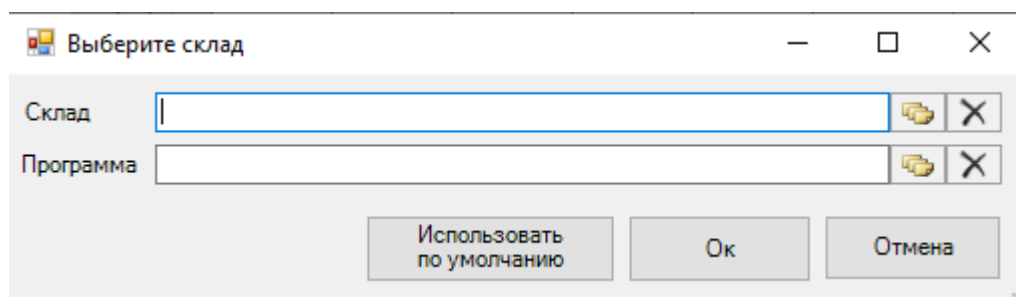 Выберите склад
Склад
Программа
Использовать
по умолчанию
Ок
Отмена